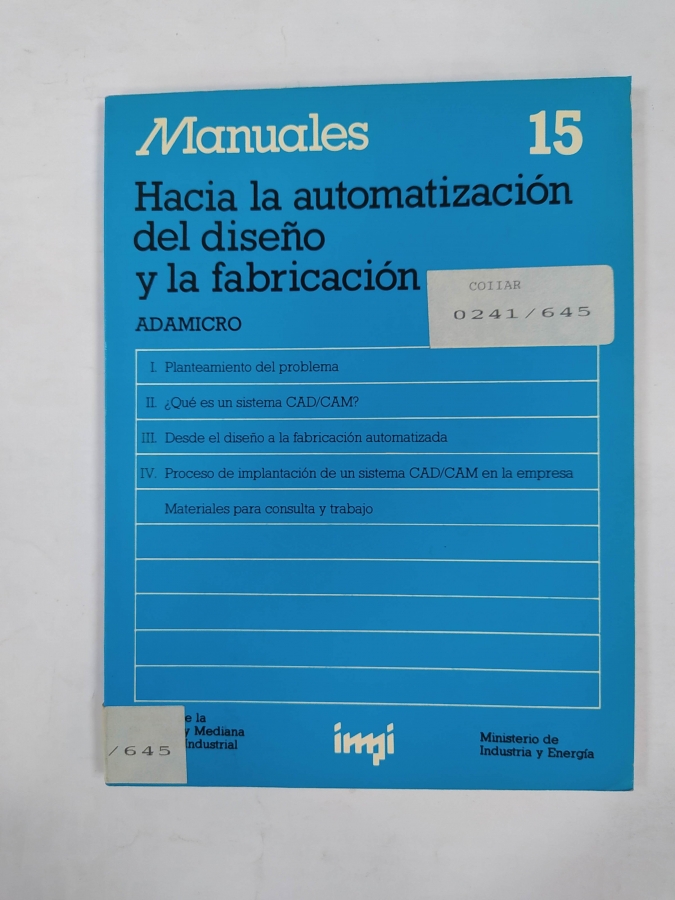 Manuales 15
Hacia la automatización
del diseño
y la fabricación
COIIAR
0241/645
ADAMICRO
I. Planteamiento del problema
II. ¿Qué es un sistema CAD/CAM?
III. Desde el diseño a la fabricación automatizada
IV. Proceso de implantación de un sistema CAD/CAM en la empresa
Materiales para consulta y trabajo
e la
y Mediana
Industrial
/645
impi
Ministerio de
Industria y Energía